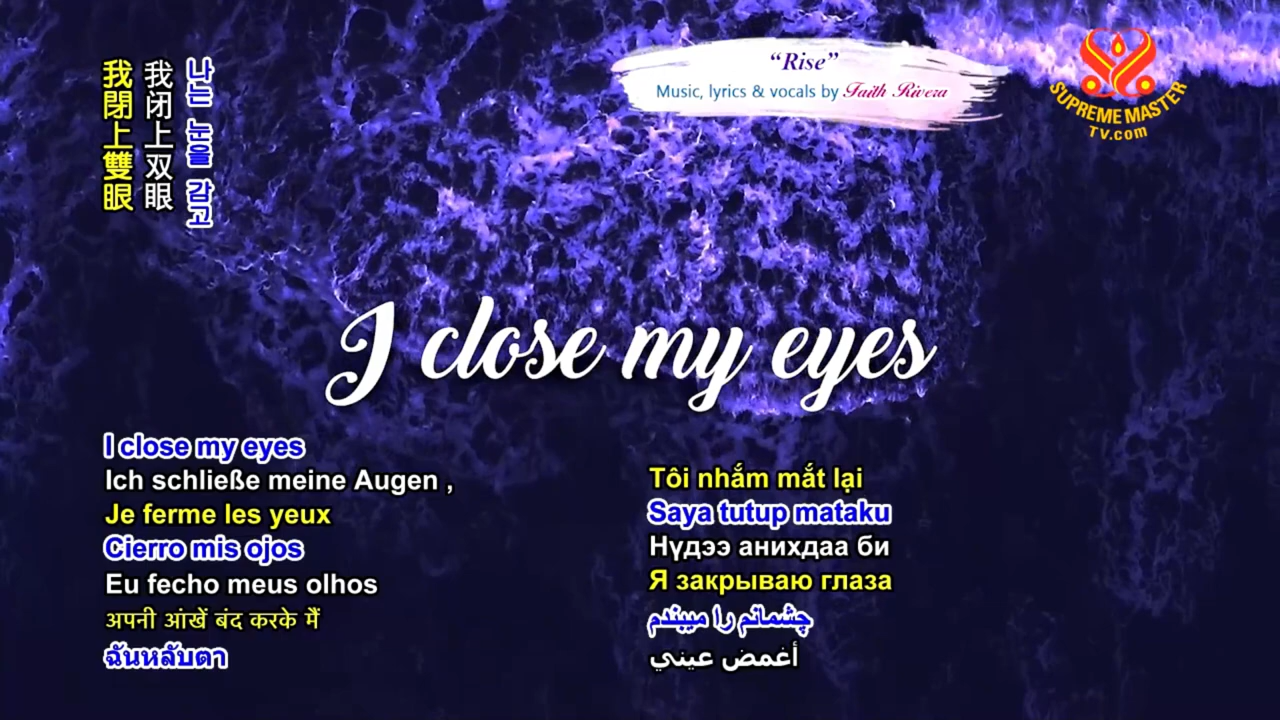 我閉上雙眼
我闭上双眼
나는 눈을 감고
“Rise”
Music, lyrics & vocals by Faith Rivera
SUPREME MASTER
TV.com
I close my eyes
I close my eyes
Ich schließe meine Augen ,
Je ferme les yeux
Cierro mis ojos
Eu fecho meus olhos
अपनी आंखें बंद करके मैं
ฉันหลับตา
Tôi nhắm mắt lại
Saya tutup mataku
Нүдээ анихдаа би
Я закрываю глаза
چشمانم را میبندم
أغمض عيني